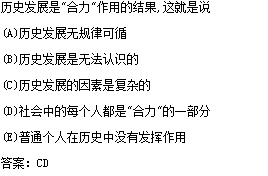 历史发展是"合力"作用的结果,这就是说
(A)历史发展无规律可循
(B)历史发展是无法认识的
(C)历史发展的因素是复杂的
(D)社会中的每个人都是"合力"的一部分
(E)普通个人在历史中没有发挥作用
答案: CD